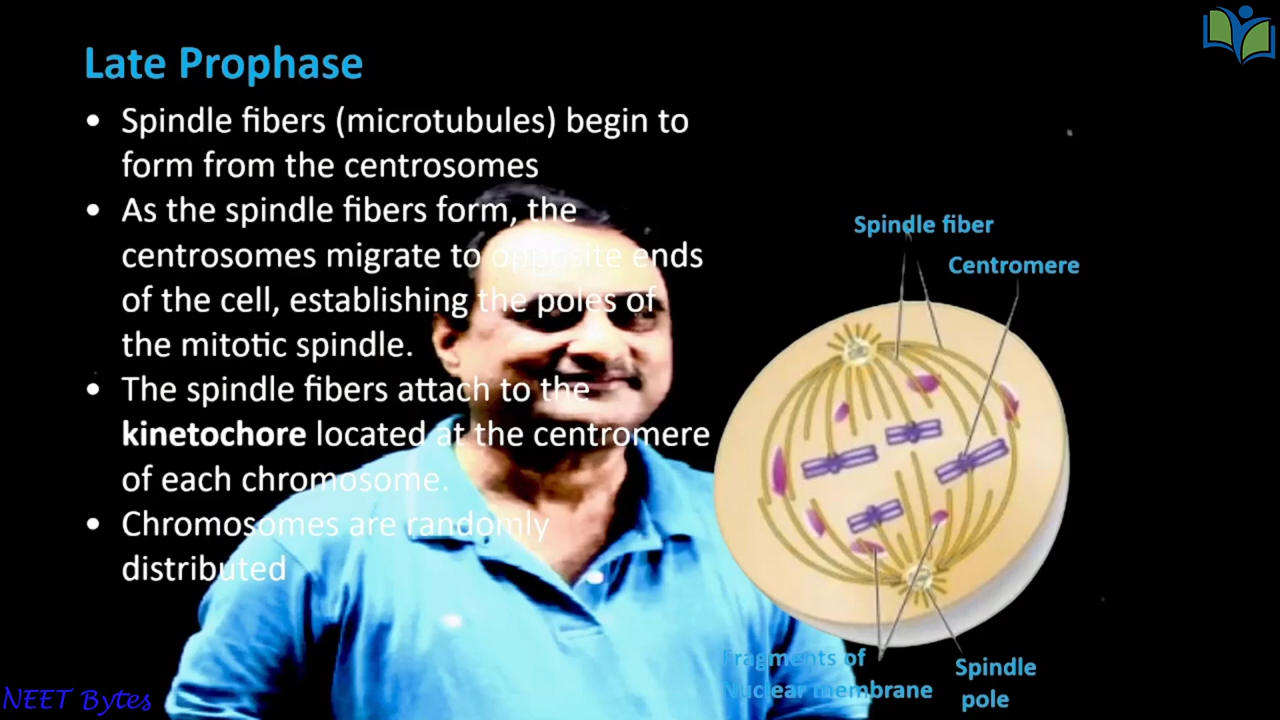 Late Prophase
• Spindle fibers (microtubules) begin to
form from the centrosomes
• As the spindle fibers form, the
centrosomes migrate to opposite ends
of the cell, establishing the poles of
the mitotic spindle.
• The spindle fibers attach to the
kinetochore located at the centromere
of each chromosome.
• Chromosomes are randomly
distributed
Spindle fiber
Centromere
Fragments of
Nuclear membrane
Spindle
pole
NEET Bytes